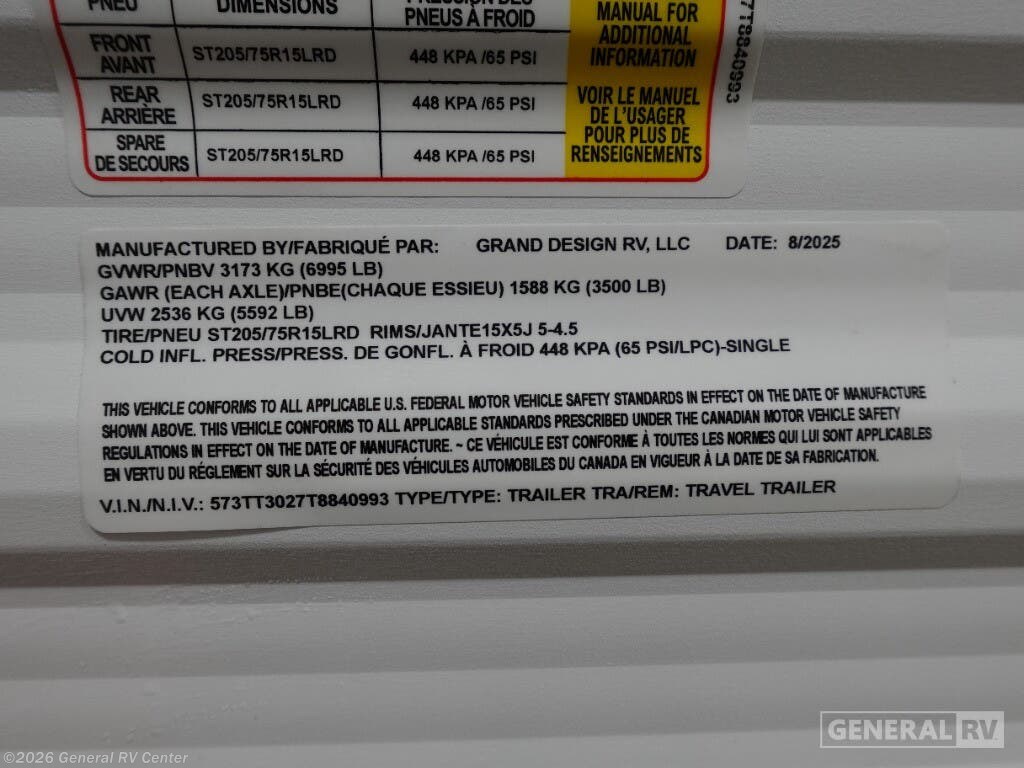 PNEU DIMENSIONS PRESSION DES
PNEUS À FROID
MANUAL FOR
ADDITIONAL
INFORMATION
FRONT
AVANT ST205/75R15LRD 448 KPA /65 PSI
REAR
ARRIÈRE ST205/75R15LRD 448 KPA /65 PSI
SPARE
DE SECOURS ST205/75R15LRD 448 KPA /65 PSI
VOIR LE MANUEL
DE L'USAGER
POUR PLUS DE
RENSEIGNEMENTS
7T8840993
MANUFACTURED BY/FABRIQUÉ PAR: GRAND DESIGN RV, LLC DATE: 8/2025
GVWR/PNBV 3173 KG (6995 LB)
GAWR (EACH AXLE)/PNBE(CHAQUE ESSIEU) 1588 KG (3500 LB)
UVW 2536 KG (5592 LB)
TIRE/PNEU ST205/75R15LRD RIMS/JANTE15X5J 5-4.5
COLD INFL. PRESS/PRESS. DE GONFL. À FROID 448 KPA (65 PSI/LPC)-SINGLE
THIS VEHICLE CONFORMS TO ALL APPLICABLE U.S. FEDERAL MOTOR VEHICLE SAFETY STANDARDS IN EFFECT ON THE DATE OF MANUFACTURE
SHOWN ABOVE. THIS VEHICLE CONFORMS TO ALL APPLICABLE STANDARDS PRESCRIBED UNDER THE CANADIAN MOTOR VEHICLE SAFETY
REGULATIONS IN EFFECT ON THE DATE OF MANUFACTURE. ~ CE VÉHICULE EST CONFORME À TOUTES LES NORMES QUI LUI SONT APPLICABLES
EN VERTU DU RÉGLEMENT SUR LA SÉCURITÉ DES VÉHICULES AUTOMOBILES DU CANADA EN VIGUEUR À LA DATE DE SA FABRICATION.
V.I.N./N.I.V.: 573TT3027T8840993 TYPE/TYPE: TRAILER TRA/REM: TRAVEL TRAILER
GENERAL RV
©2026 General RV Center